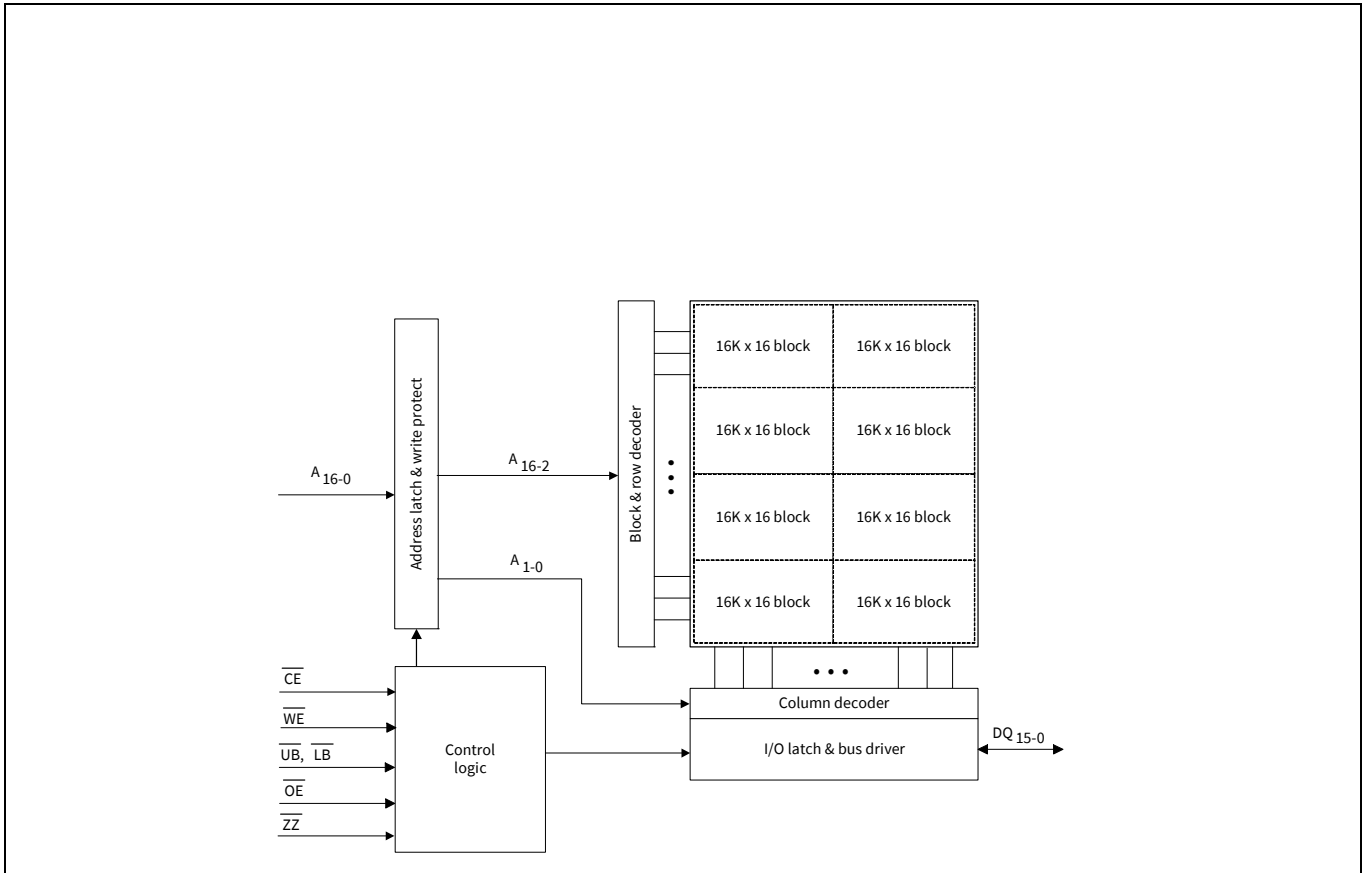 16K x 16 block 16K x 16 block
16K x 16 block 16K x 16 block
16K x 16 block 16K x 16 block
16K x 16 block 16K x 16 block
Address latch & write protect
Block & row decoder
A 16-0
A 16-2
A 1-0
CE
WE
UB, LB
OE
ZZ
Control
logic
Column decoder
I/O latch & bus driver
DQ 15-0